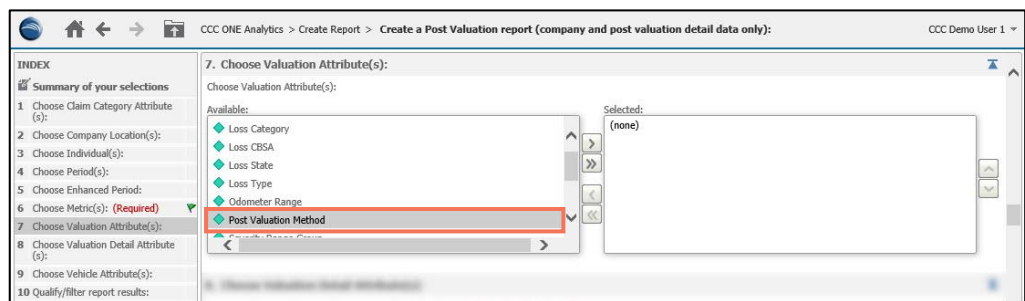 CCC ONE Analytics > Create Report > Create a Post Valuation report (company and post valuation detail data only):
CCC Demo User 1
INDEX
Summary of your selections
1 Choose Claim Category Attribute
(s):
2 Choose Company Location(s):
3 Choose Individual(s):
4 Choose Period(s):
5 Choose Enhanced Period:
6 Choose Metric(s): (Required)
7 Choose Valuation Attribute(s):
8 Choose Valuation Detail Attribute
(s):
9 Choose Vehicle Attribute(s):
10 Qualify/filter report results:
7. Choose Valuation Attribute(s):
Choose Valuation Attribute(s):
Available:
Loss Category
Loss CBSA
Loss State
Loss Type
Odometer Range
Post Valuation Method
Selected:
(none)